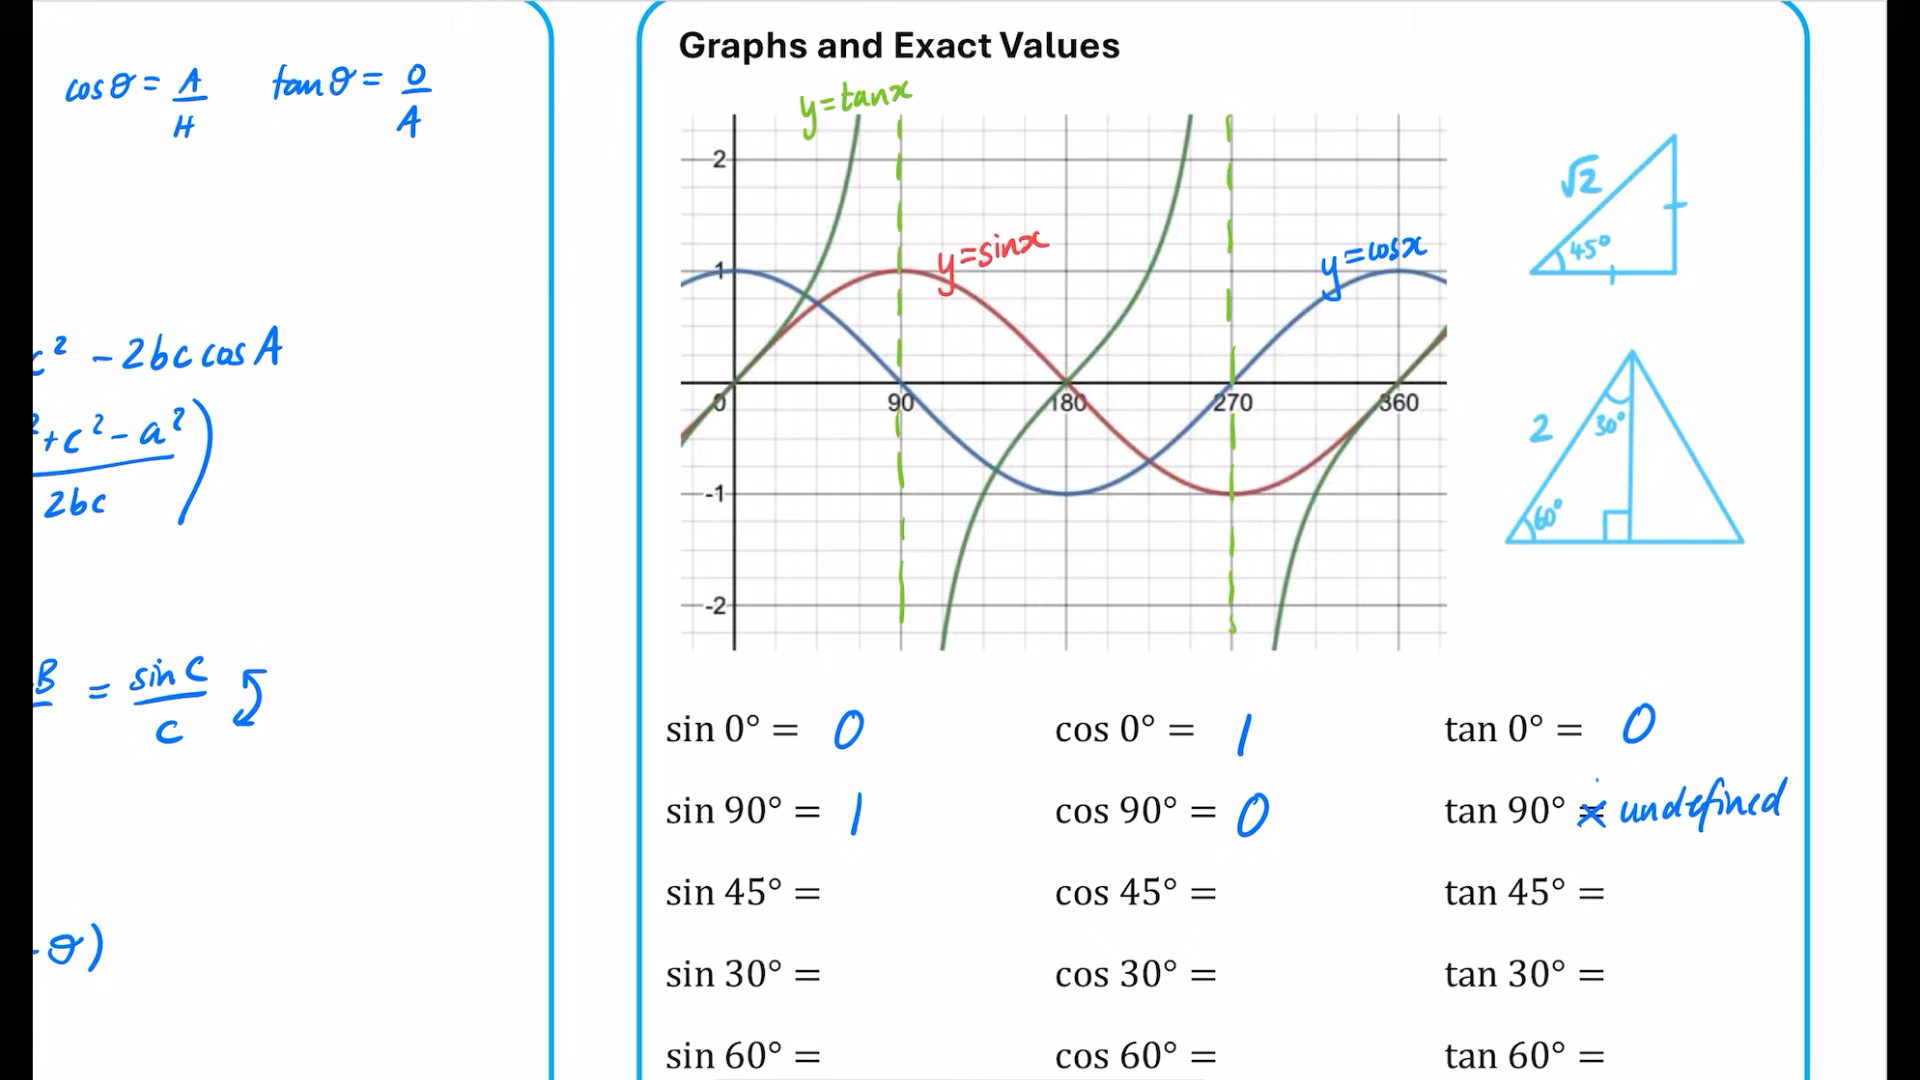 cosθ = A/H    tanθ = O/A
c² - 2bc cosA
²+c²-a²)
2bc
B = sin C
C
-θ)
Graphs and Exact Values
y=tanx
2
1
y=sinx
y=cosx
0 90 180 270 360
-1
-2
√2
45°
2
30°
60°
sin 0° = 0    cos 0° = 1    tan 0° = 0
sin 90° = 1    cos 90° = 0    tan 90° = undefined
sin 45° =    cos 45° =    tan 45° =
sin 30° =    cos 30° =    tan 30° =
sin 60° =    cos 60° =    tan 60° =